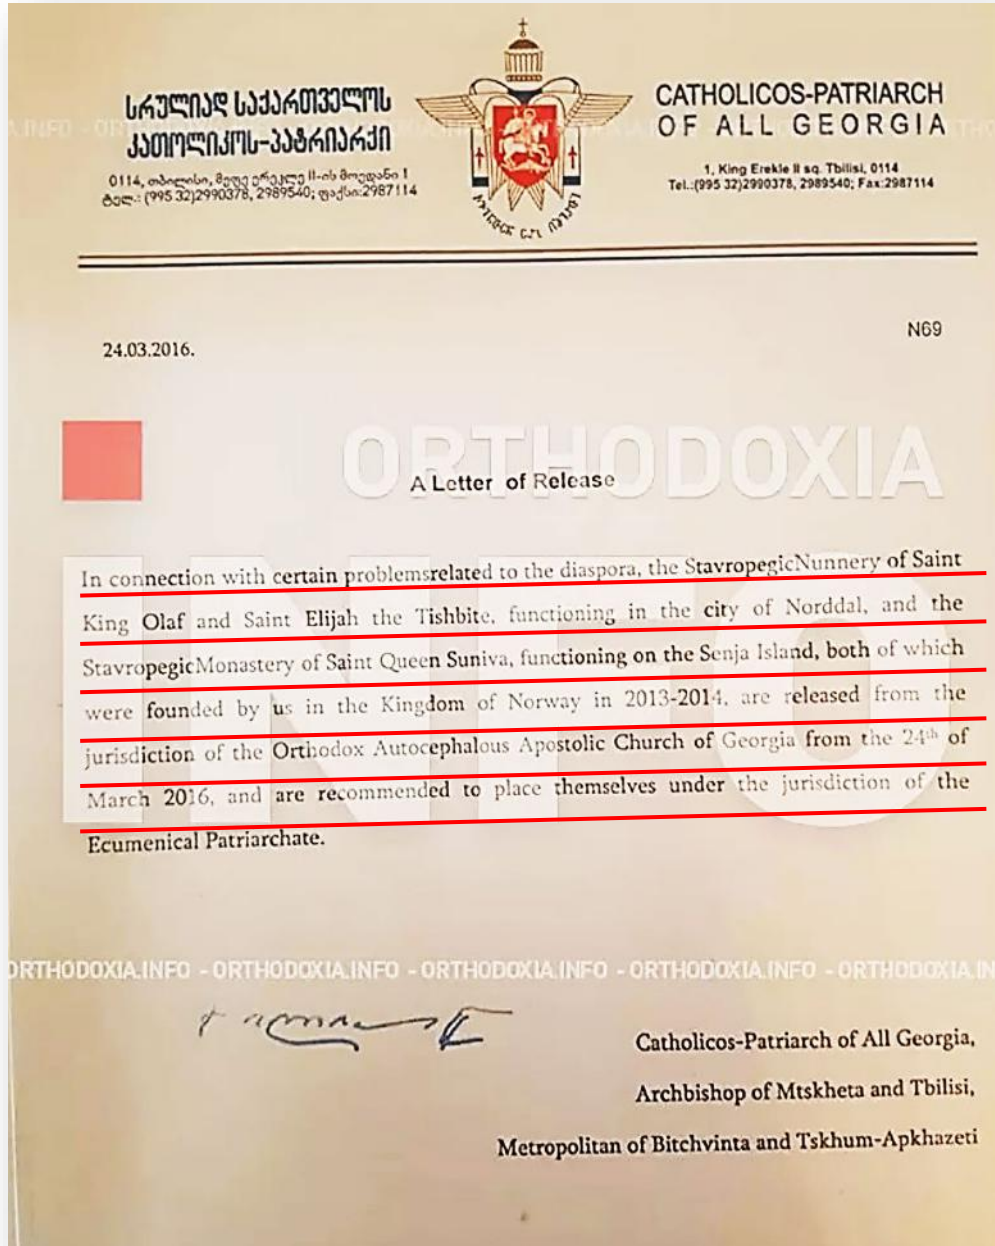 სრულიად საქართველოს
კათოლიკოს-პატრიარქი
0114, თბილისი, მეფე ერეკლე II-ის მოედანი 1
ტელ.: (995 32)2990378, 2989540; ფაქსი:2987114
CATHOLICOS-PATRIARCH
OF ALL GEORGIA
1, King Erekle II sq. Tbilisi, 0114
Tel.:(995 32)2990378, 2989540; Fax:2987114
N69
24.03.2016.
ORTHODOXIA
INFO
A Letter of Release
In connection with certain problemsrelated to the diaspora, the StavropegicNunnery of Saint
King Olaf and Saint Elijah the Tishbite, functioning in the city of Norddal, and the
StavropegicMonastery of Saint Queen Suniva, functioning on the Senja Island, both of which
were founded by us in the Kingdom of Norway in 2013-2014, are released from the
jurisdiction of the Orthodox Autocephalous Apostolic Church of Georgia from the 24th of
March 2016, and are recommended to place themselves under the jurisdiction of the
Ecumenical Patriarchate.
ORTHODOXIA.INFO - ORTHODOXIA.INFO - ORTHODOXIA.INFO - ORTHODOXIA.INFO - ORTHODOXIA.IN
Catholicos-Patriarch of All Georgia,
Archbishop of Mtskheta and Tbilisi,
Metropolitan of Bitchvinta and Tskhum-Apkhazeti